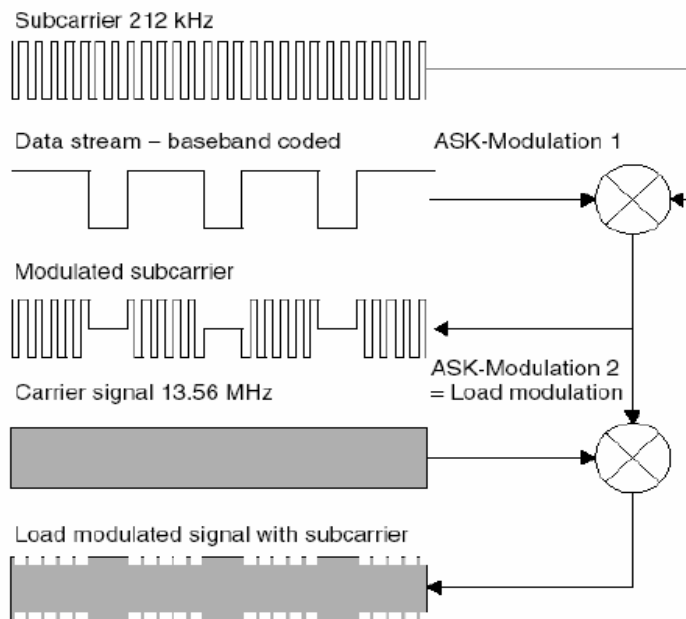 Subcarrier 212 kHz
Data stream – baseband coded
ASK-Modulation 1
Modulated subcarrier
ASK-Modulation 2
= Load modulation
Carrier signal 13.56 MHz
Load modulated signal with subcarrier